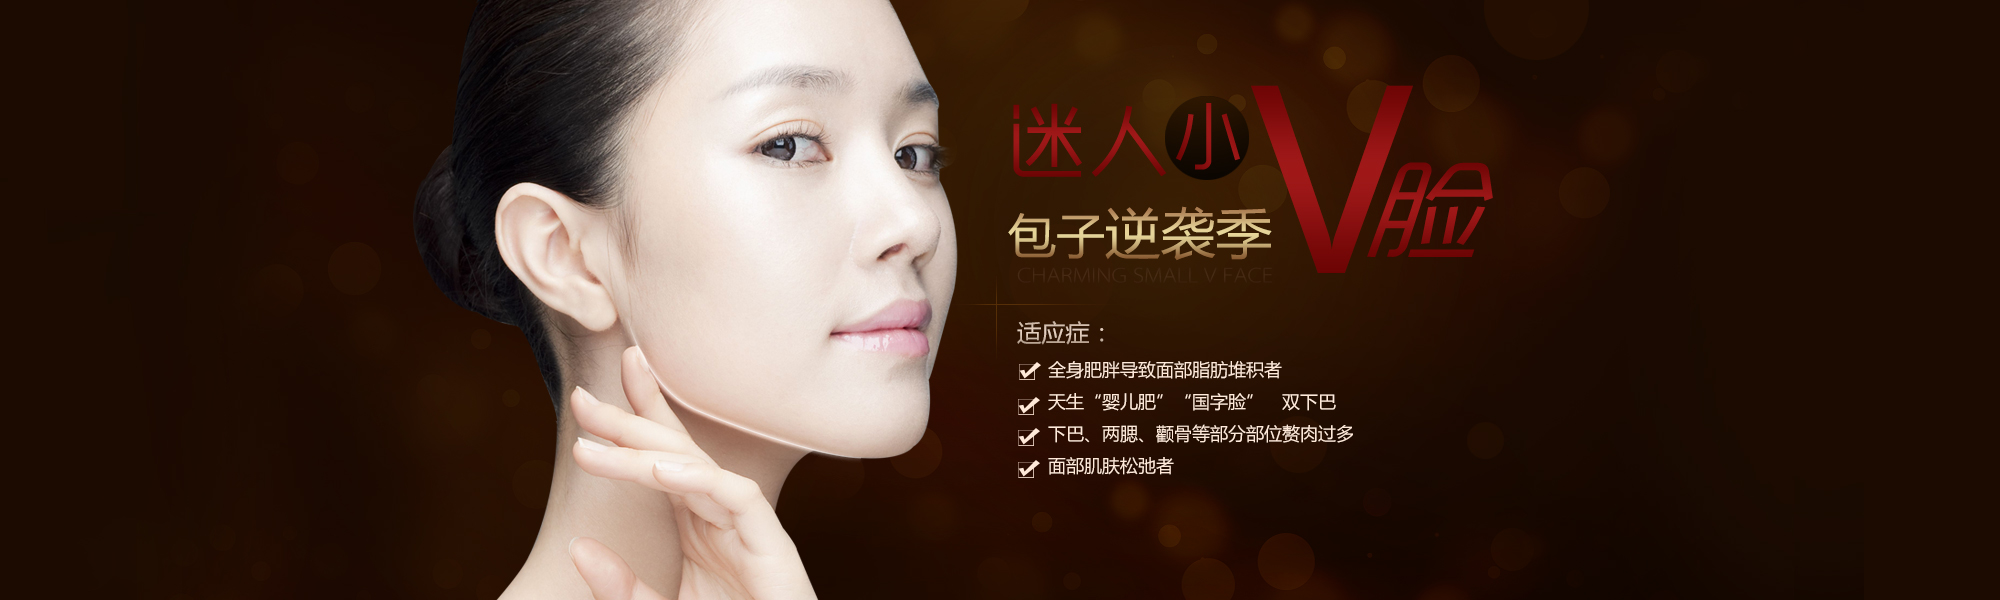 迷人小V脸
包子逆袭季
CHARMING SMALL V FACE
适应症：
全身肥胖导致面部脂肪堆积者
天生“婴儿肥”“国字脸”　双下巴
下巴、两腮、颧骨等部分部位赘肉过多
面部肌肤松弛者